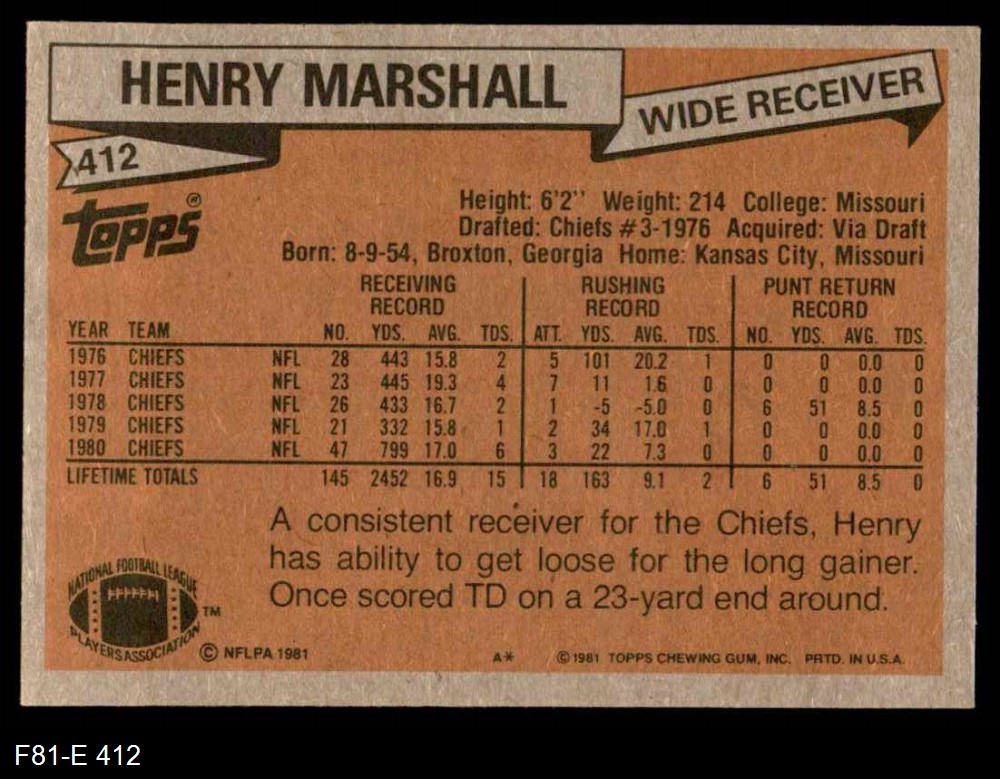 HENRY MARSHALL
WIDE RECEIVER
412
TOPPS®
Height: 6'2'' Weight: 214 College: Missouri
Drafted: Chiefs #3-1976 Acquired: Via Draft
Born: 8-9-54, Broxton, Georgia Home: Kansas City, Missouri
RECEIVING RECORD RUSHING RECORD PUNT RETURN RECORD
YEAR TEAM NO. YDS. AVG. TDS. ATT. YDS. AVG. TDS. NO. YDS. AVG. TDS.
1976 CHIEFS NFL 28 443 15.8 2 5 101 20.2 1 0 0 0.0 0
1977 CHIEFS NFL 23 445 19.3 4 7 11 1.6 0 0 0 0.0 0
1978 CHIEFS NFL 26 433 16.7 2 1 -5 -5.0 0 6 51 8.5 0
1979 CHIEFS NFL 21 332 15.8 1 2 34 17.0 1 0 0 0.0 0
1980 CHIEFS NFL 47 799 17.0 6 3 22 7.3 0 0 0 0.0 0
LIFETIME TOTALS 145 2452 16.9 15 18 163 9.1 2 6 51 8.5 0
A consistent receiver for the Chiefs, Henry
has ability to get loose for the long gainer.
Once scored TD on a 23-yard end around.
NATIONAL FOOTBALL LEAGUE
PLAYERS ASSOCIATION TM
© NFLPA 1981 A* © 1981 TOPPS CHEWING GUM, INC. PRTD. IN U.S.A.
F81-E 412